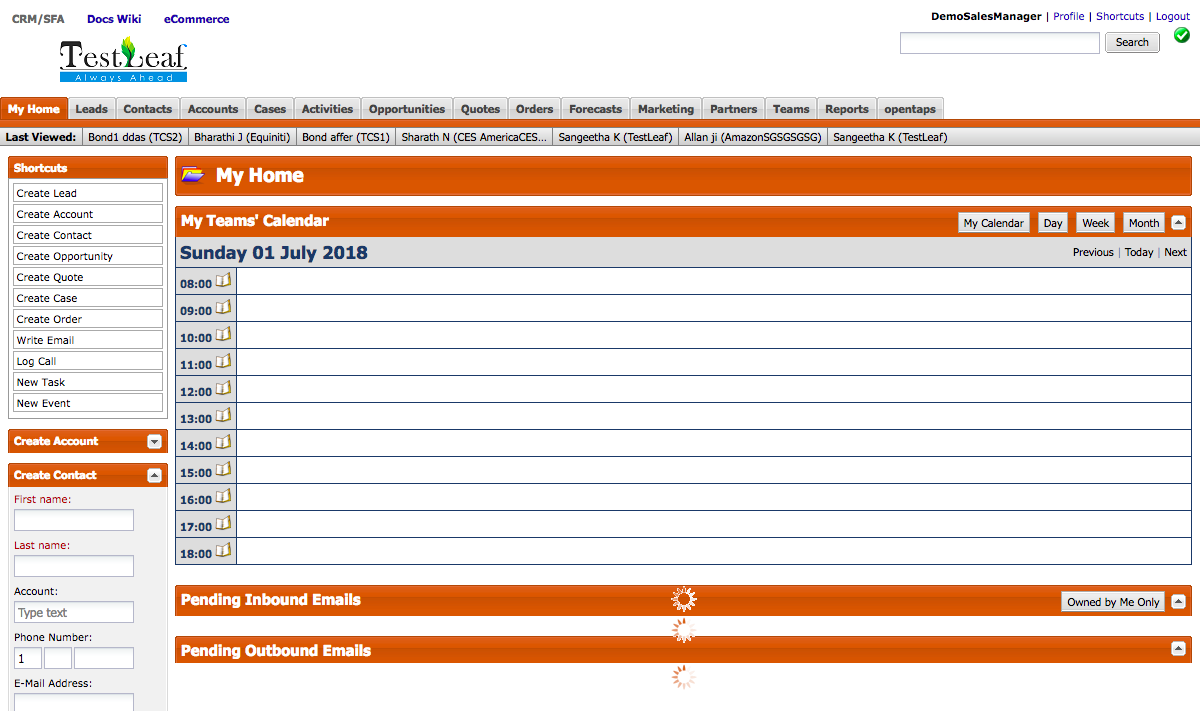 CRM/SFA Docs Wiki eCommerce
DemoSalesManager | Profile | Shortcuts | Logout
TestLeaf
Always Ahead
Search
My Home Leads Contacts Accounts Cases Activities Opportunities Quotes Orders Forecasts Marketing Partners Teams Reports opentaps
Last Viewed: Bond1 ddas (TCS2) Bharathi J (Equiniti) Bond affer (TCS1) Sharath N (CES AmericaCES... Sangeetha K (TestLeaf) Allan ji (AmazonSGSGSGSG) Sangeetha K (TestLeaf)
Shortcuts
Create Lead
Create Account
Create Contact
Create Opportunity
Create Quote
Create Case
Create Order
Write Email
Log Call
New Task
New Event
Create Account
Create Contact
First name:
Last name:
Account:
Type text
Phone Number:
1
E-Mail Address:
My Home
My Teams' Calendar My Calendar Day Week Month
Sunday 01 July 2018 Previous | Today | Next
08:00
09:00
10:00
11:00
12:00
13:00
14:00
15:00
16:00
17:00
18:00
Pending Inbound Emails Owned by Me Only
Pending Outbound Emails